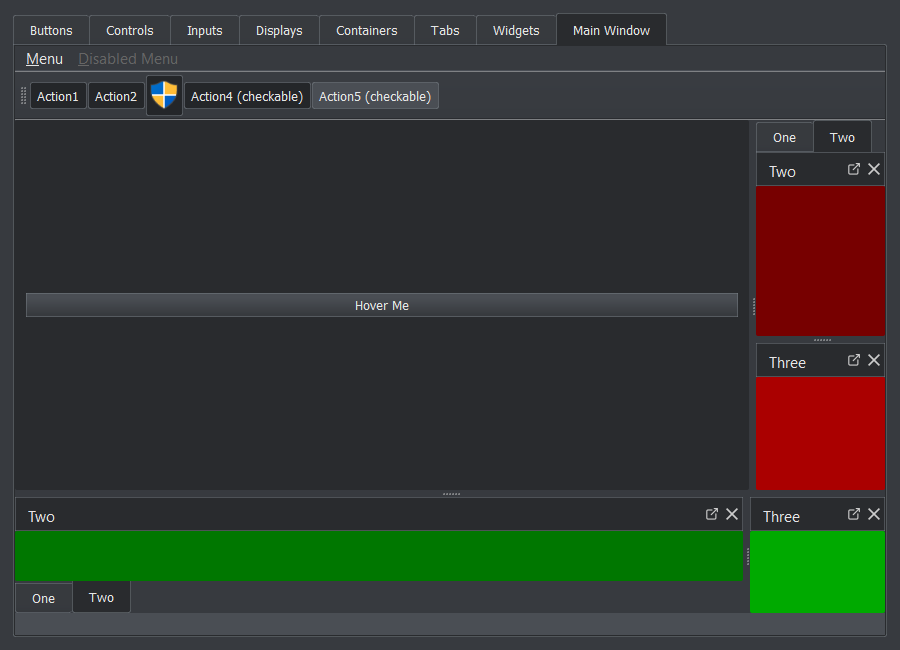 Buttons Controls Inputs Displays Containers Tabs Widgets Main Window
Menu Disabled Menu
Action1 Action2 Action4 (checkable) Action5 (checkable)
One Two
Two
Hover Me
Three
Two
Three
One Two